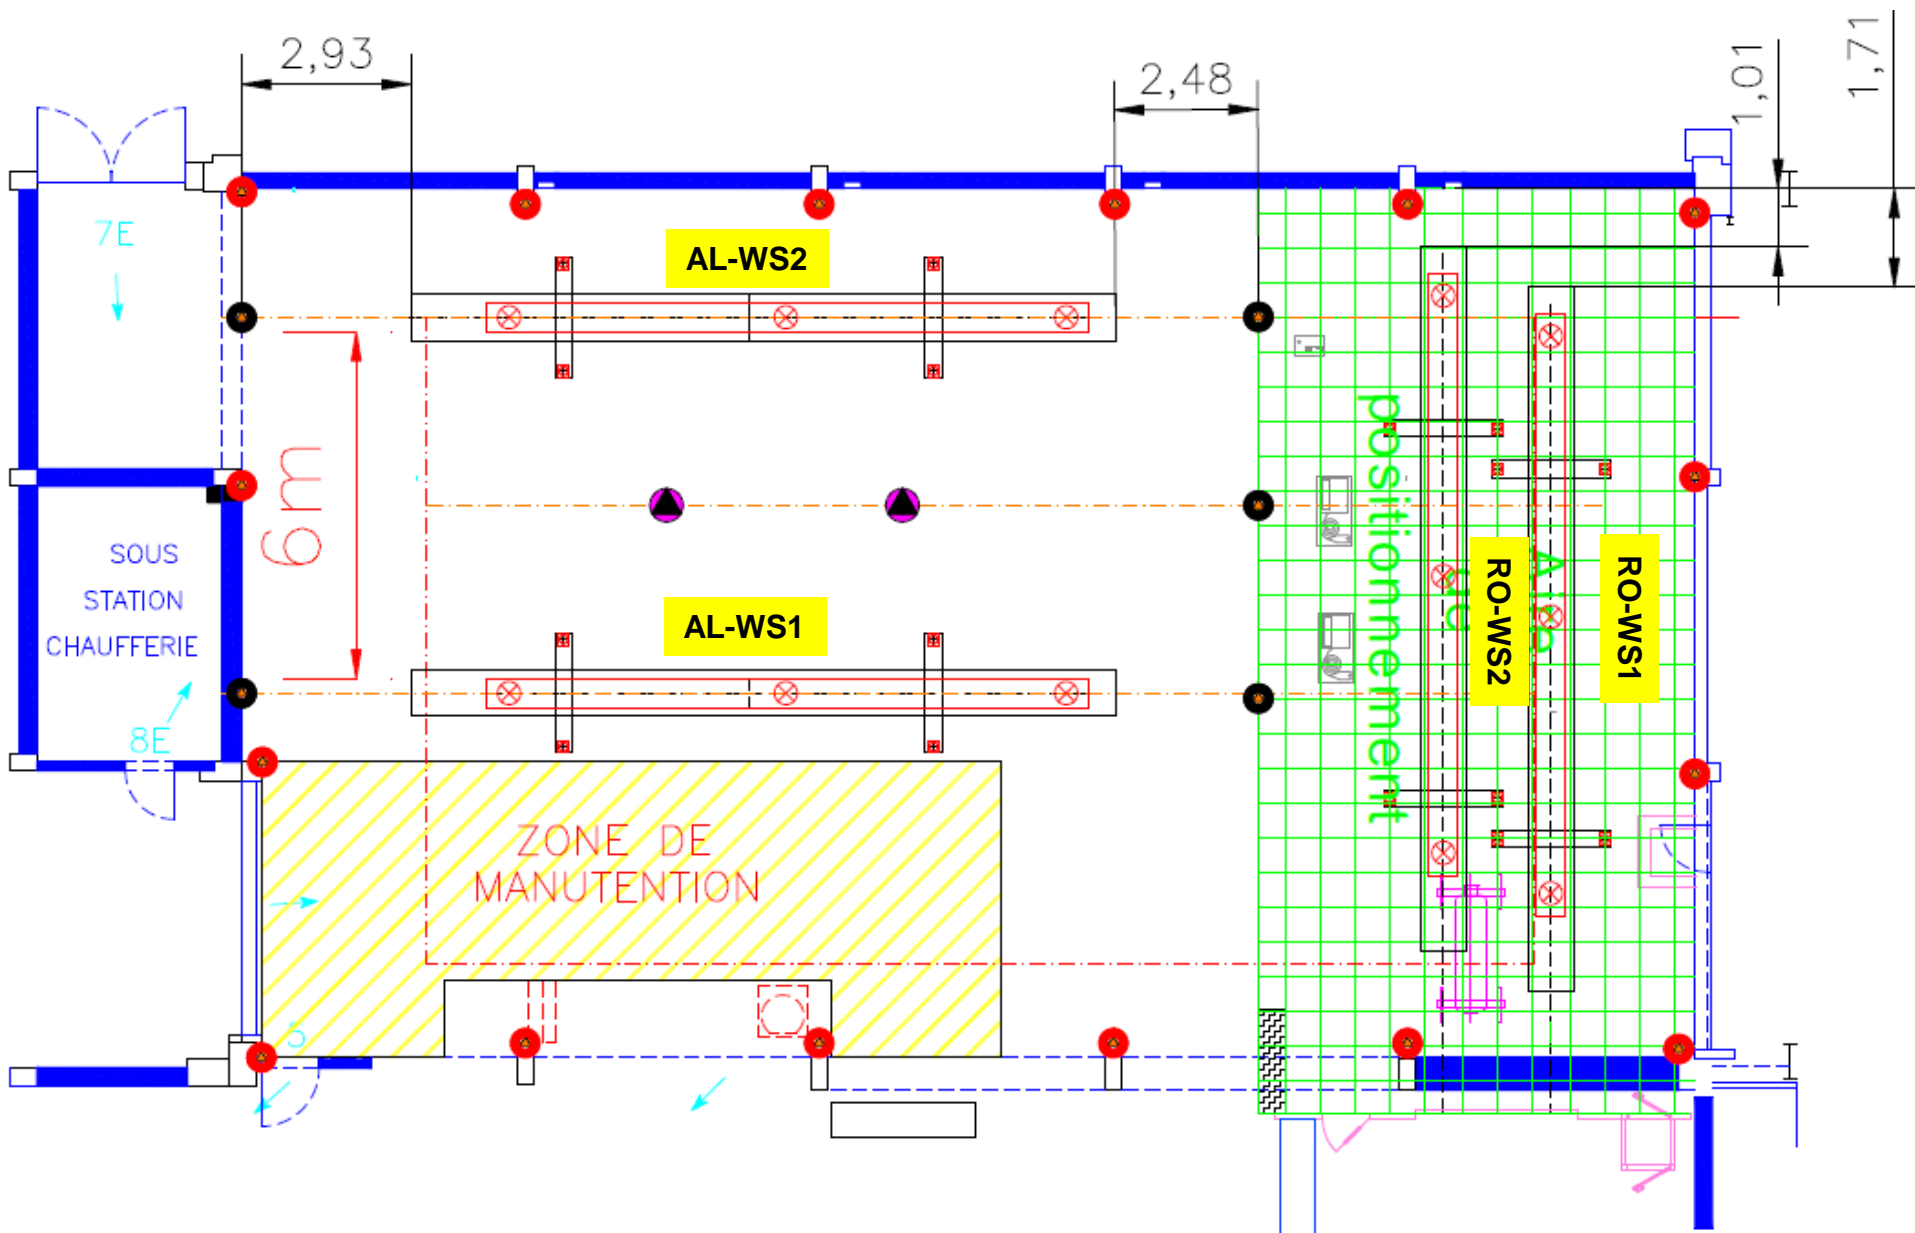 2,93
2,48
1,01
1,71
7E
AL-WS2
6m
positionnement
Aire
de
SOUS
STATION
CHAUFFERIE
RO-WS2
RO-WS1
AL-WS1
8E
ZONE DE
MANUTENTION
5